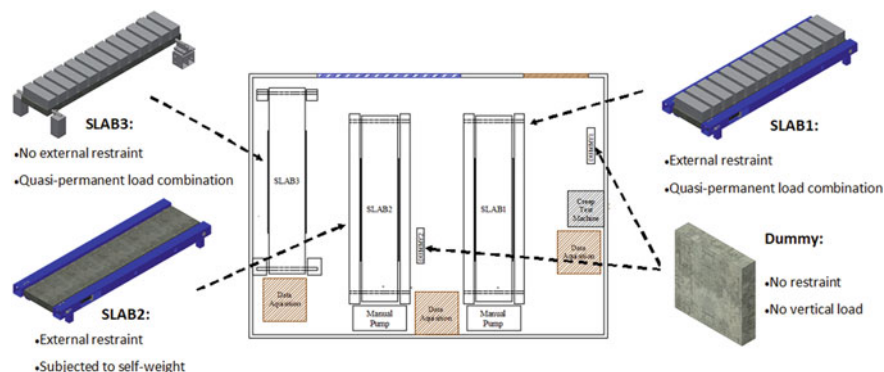 SLAB3:
•No external restraint
•Quasi-permanent load combination
SLAB2:
•External restraint
•Subjected to self-weight
SLAB3
SLAB2
SLAB1
DUMMY
DUMMY
Creep
Test
Machine
Data
Aquisition
Data
Aquisition
Data
Aquisition
Manual
Pump
Manual
Pump
SLAB1:
•External restraint
•Quasi-permanent load combination
Dummy:
•No restraint
•No vertical load